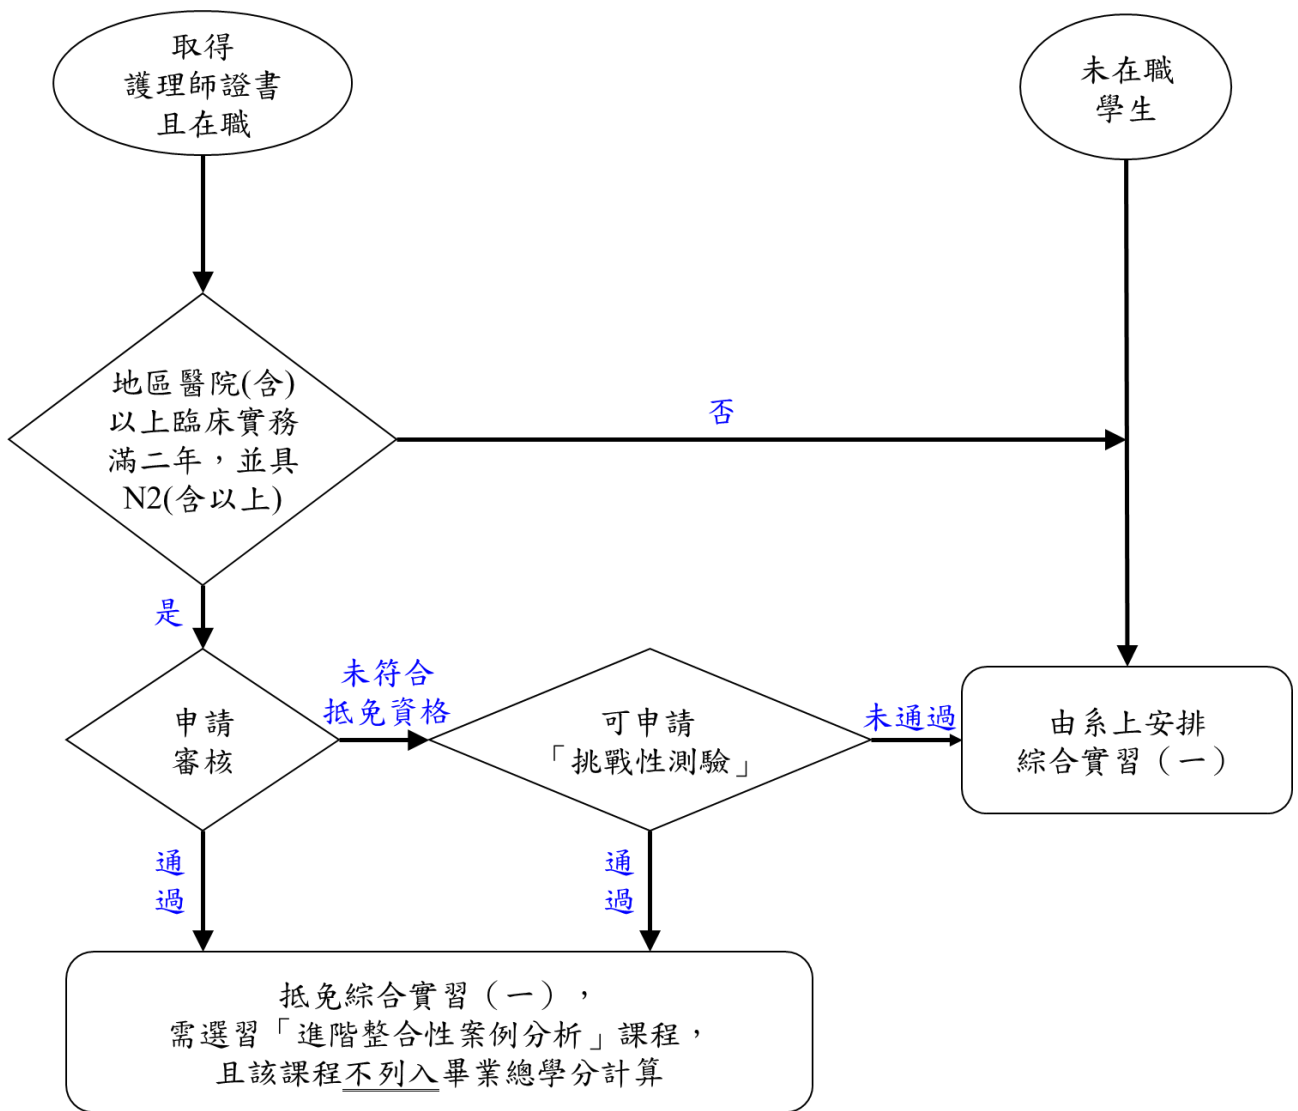 取得
護理師證書
且在職
未在職
學生
地區醫院(含)
以上臨床實務
滿二年，並具
N2(含以上)
否
是
申請
審核
未符合
抵免資格
可申請
「挑戰性測驗」
未通過
由系上安排
綜合實習（一）
通
過
通
過
抵免綜合實習（一），
需選習「進階整合性案例分析」課程，
且該課程不列入畢業總學分計算